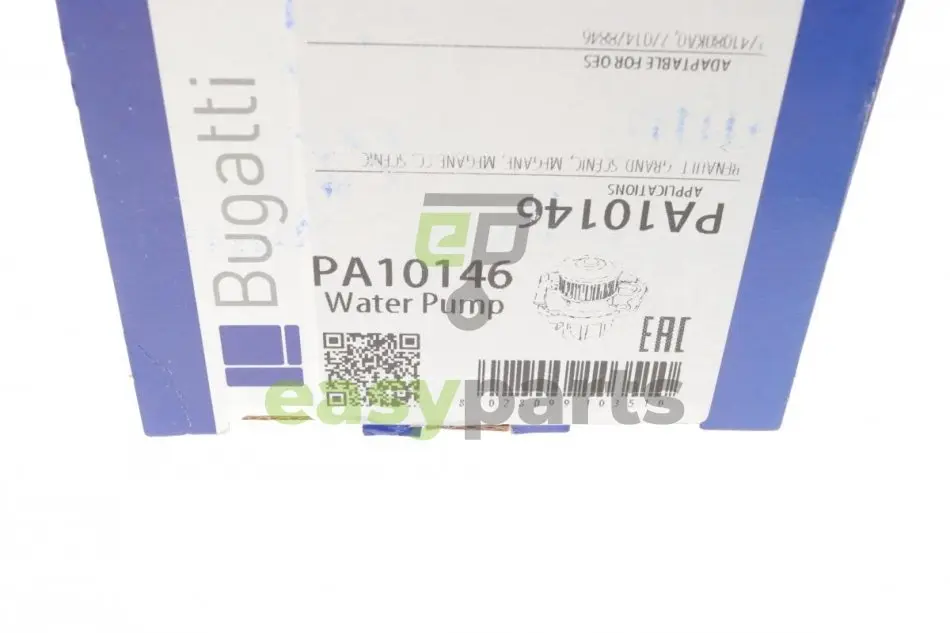 Bugatti
ADAPTABLE FOR OES
RENAULT GRAND SCENIC, MEGANE, MEGANE CC, SCENIC
APPLICATIONS
PA10146
PA10146
Water Pump
EAC
easyparts